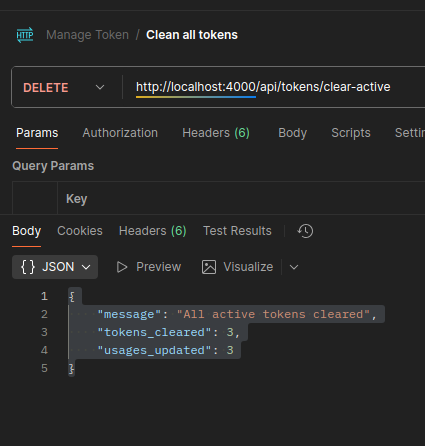 HTTP Manage Token / Clean all tokens
DELETE http://localhost:4000/api/tokens/clear-active
Params Authorization Headers (6) Body Scripts Settin
Query Params
Key
Body Cookies Headers (6) Test Results
{} JSON Preview Visualize
1 {
2 "message": "All active tokens cleared",
3 "tokens_cleared": 3,
4 "usages_updated": 3
5 }